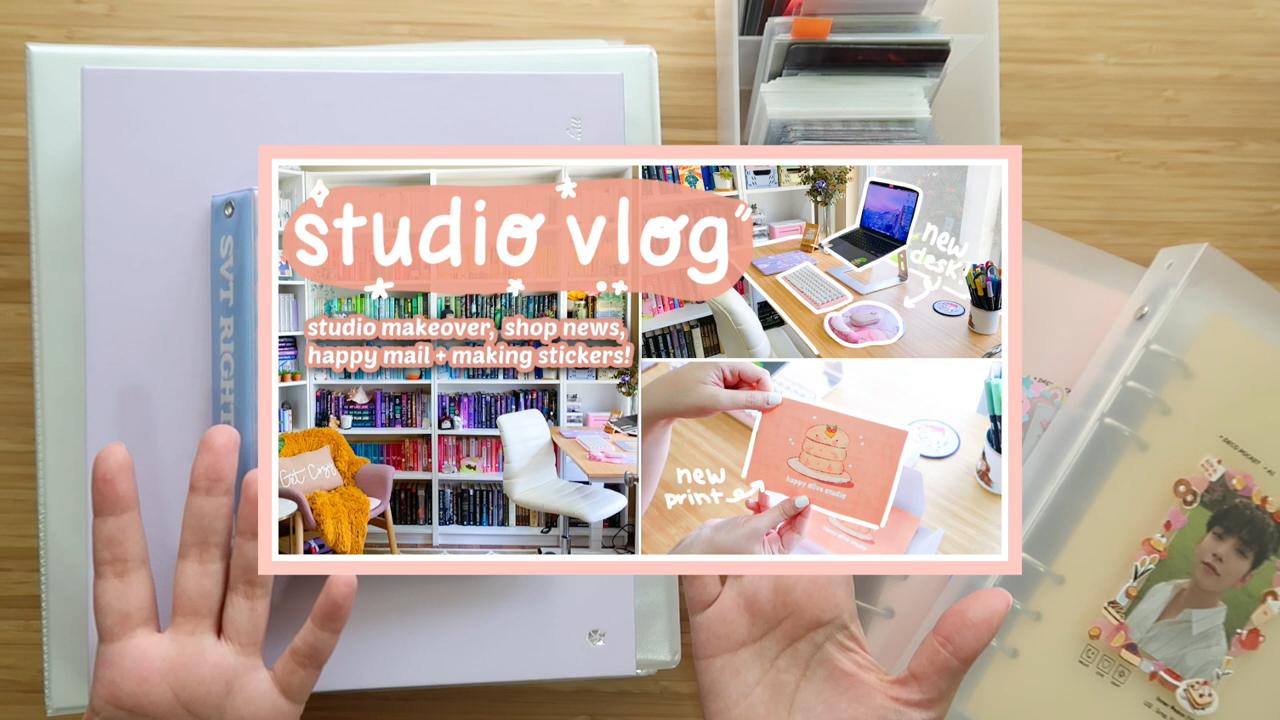 studio vlog
studio makeover, shop news,
happy mail + making stickers!
new
desk!
new
print
happy dive studio
Get Cozy
SVT RIGHT